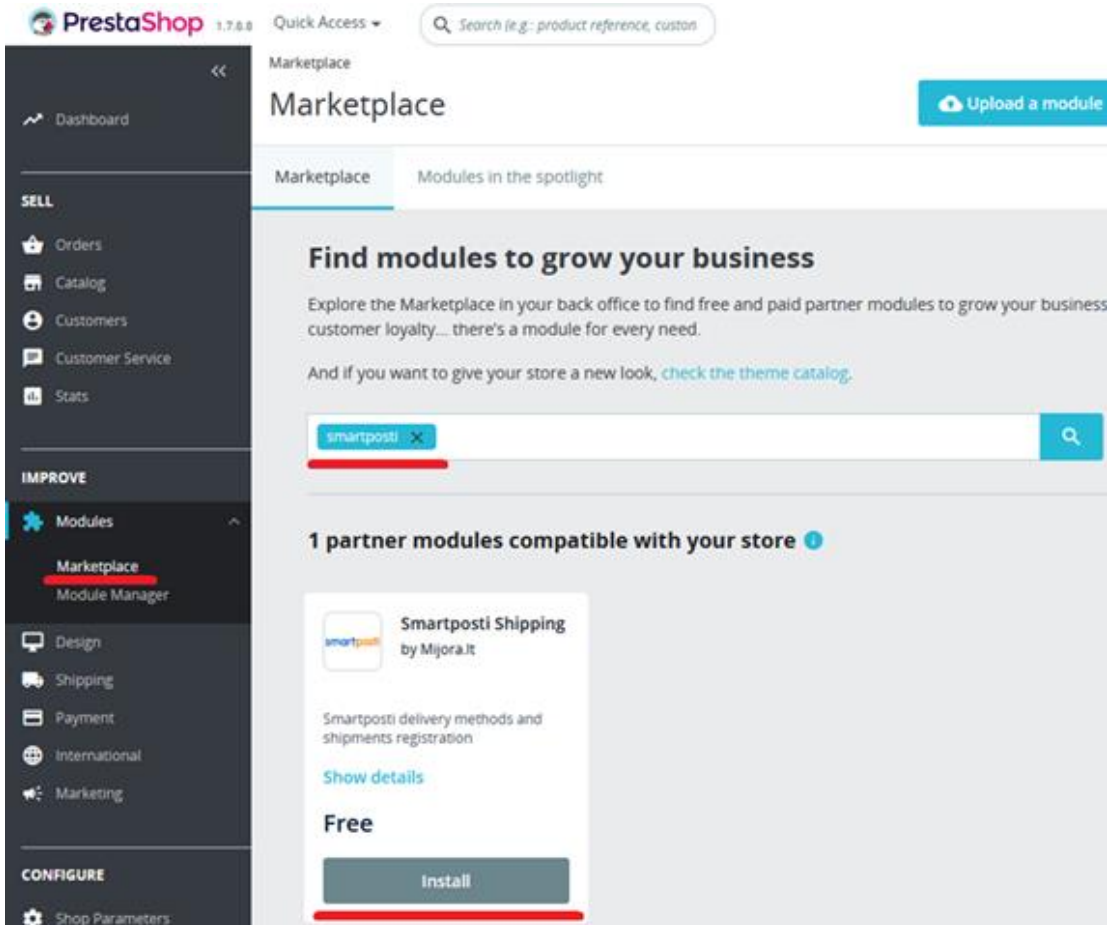 PrestaShop 1.7.8.8 Quick Access Search (e.g.: product reference, custon
Marketplace
Marketplace
Upload a module
Dashboard
Marketplace Modules in the spotlight
SELL
Orders
Catalog
Customers
Customer Service
Stats
Find modules to grow your business
Explore the Marketplace in your back office to find free and paid partner modules to grow your business
customer loyalty... there's a module for every need.
And if you want to give your store a new look, check the theme catalog.
smartposti
IMPROVE
Modules
Marketplace
Module Manager
Design
Shipping
Payment
International
Marketing
1 partner modules compatible with your store
smartposti
Smartposti Shipping
by Mijora.lt
Smartposti delivery methods and
shipments registration
Show details
Free
Install
CONFIGURE
Shop Parameters